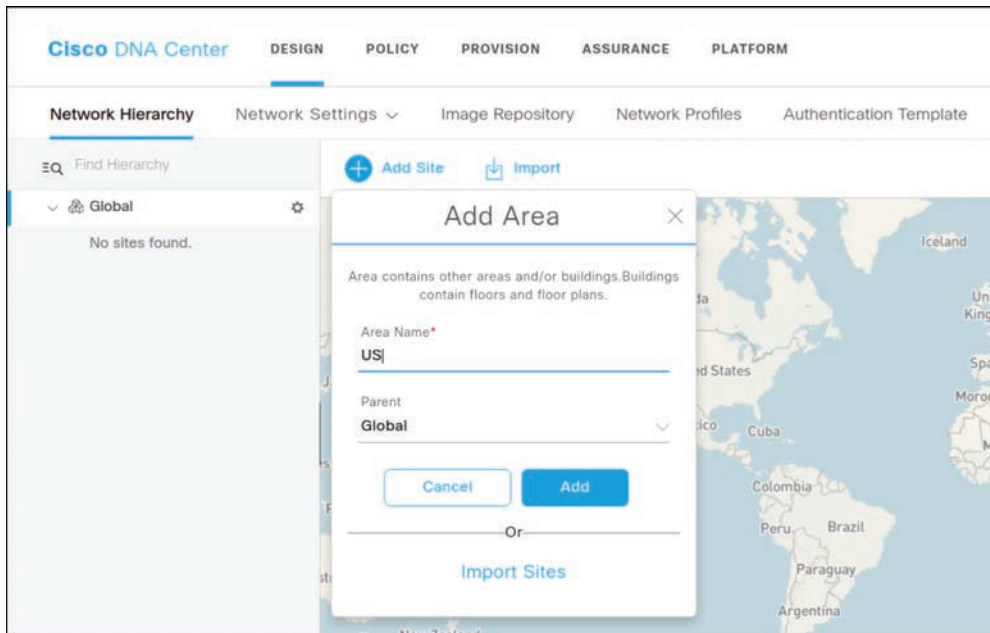 Cisco DNA Center DESIGN POLICY PROVISION ASSURANCE PLATFORM
Network Hierarchy Network Settings Image Repository Network Profiles Authentication Template
Find Hierarchy
Add Site Import
Global
No sites found.
Add Area
Area contains other areas and/or buildings.Buildings
contain floors and floor plans.
Area Name*
US
Parent
Global
Cancel Add
Or
Import Sites
Iceland
d States
Cuba
Colombia
Peru Brazil
Paraguay
Argentina